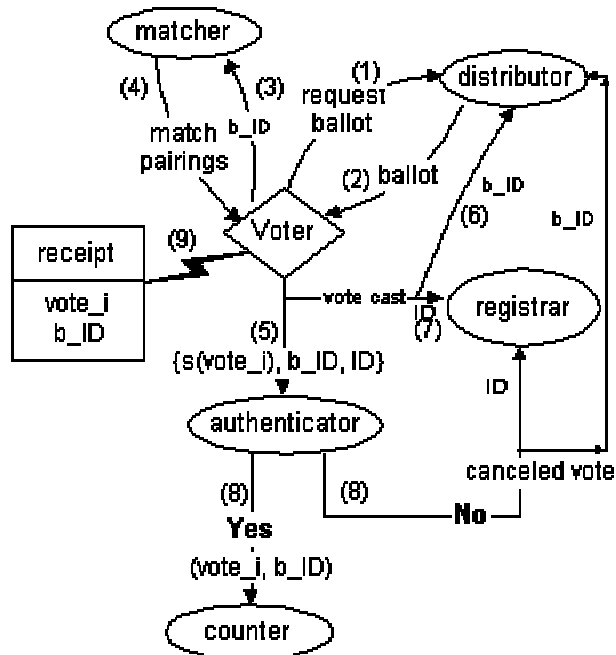 matcher
(4)
(3)
(1)
distributor
request
ballot
match
pairings
b_ID
(2)
ballot
b_ID
(6)
b_ID
Voter
(9)
receipt
vote_i
b_ID
vote cast
ID
(7)
registrar
(5)
{s(vote_i), b_ID, ID}
ID
authenticator
canceled vote
(8)
(8)
Yes
No
(vote_i, b_ID)
counter